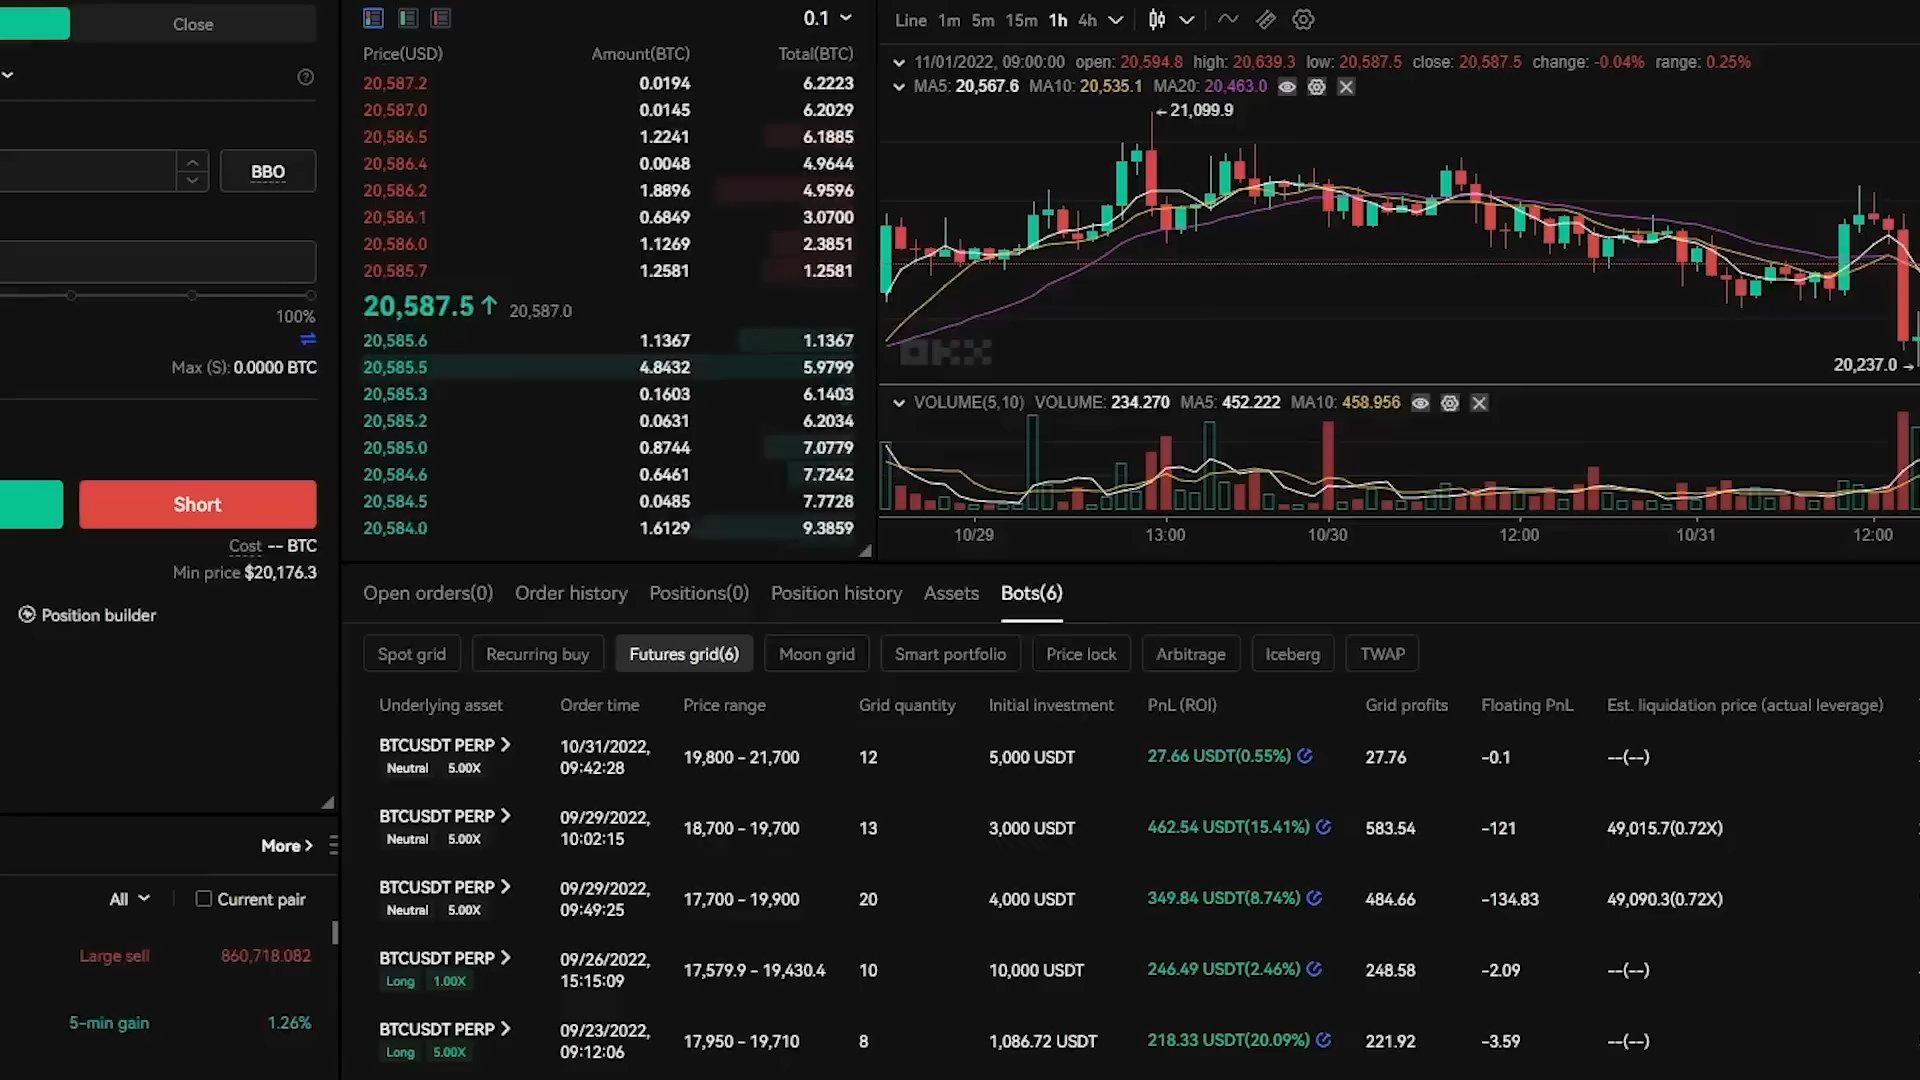 Close
BBO
100%
Max (S): 0.0000 BTC
Short
Cost -- BTC
Min price $20,176.3
Position builder
More
All
Current pair
Large sell 860,718.082
5-min gain 1.26%
0.1
Price(USD) Amount(BTC) Total(BTC)
20,587.2 0.0194 6.2223
20,587.0 0.0145 6.2029
20,586.5 1.2241 6.1885
20,586.4 0.0048 4.9644
20,586.2 1.8896 4.9596
20,586.1 0.6849 3.0700
20,586.0 1.1269 2.3851
20,585.7 1.2581 1.2581
20,587.5↑ 20,587.0
20,585.6 1.1367 1.1367
20,585.5 4.8432 5.9799
20,585.3 0.1603 6.1403
20,585.2 0.0631 6.2034
20,585.0 0.8744 7.0779
20,584.6 0.6461 7.7242
20,584.5 0.0485 7.7728
20,584.0 1.6129 9.3859
Line 1m 5m 15m 1h 4h
11/01/2022, 09:00:00 open: 20,594.8 high: 20,639.3 low: 20,587.5 close: 20,587.5 change: -0.04% range: 0.25%
MA5: 20,567.6 MA10: 20,535.1 MA20: 20,463.0
←21,099.9
OKX
20,237.0→
VOLUME(5,10) VOLUME: 234.270 MA5: 452.222 MA10: 458.956
10/29 13:00 10/30 12:00 10/31 12:00
Open orders(0) Order history Positions(0) Position history Assets Bots(6)
Spot grid Recurring buy Futures grid(6) Moon grid Smart portfolio Price lock Arbitrage Iceberg TWAP
Underlying asset Order time Price range Grid quantity Initial investment PnL (ROI) Grid profits Floating PnL Est. liquidation price (actual leverage)
BTCUSDT PERP 10/31/2022, 19,800 – 21,700 12 5,000 USDT 27.66 USDT(0.55%) 27.76 -0.1 --(--)
Neutral 5.00X 09:42:28
BTCUSDT PERP 09/29/2022, 18,700 – 19,700 13 3,000 USDT 462.54 USDT(15.41%) 583.54 -121 49,015.7(0.72X)
Neutral 5.00X 10:02:15
BTCUSDT PERP 09/29/2022, 17,700 – 19,900 20 4,000 USDT 349.84 USDT(8.74%) 484.66 -134.83 49,090.3(0.72X)
Neutral 5.00X 09:49:25
BTCUSDT PERP 09/26/2022, 17,579.9 – 19,430.4 10 10,000 USDT 246.49 USDT(2.46%) 248.58 -2.09 --(--)
Long 1.00X 15:15:09
BTCUSDT PERP 09/23/2022, 17,950 – 19,710 8 1,086.72 USDT 218.33 USDT(20.09%) 221.92 -3.59 --(--)
Long 5.00X 09:12:06